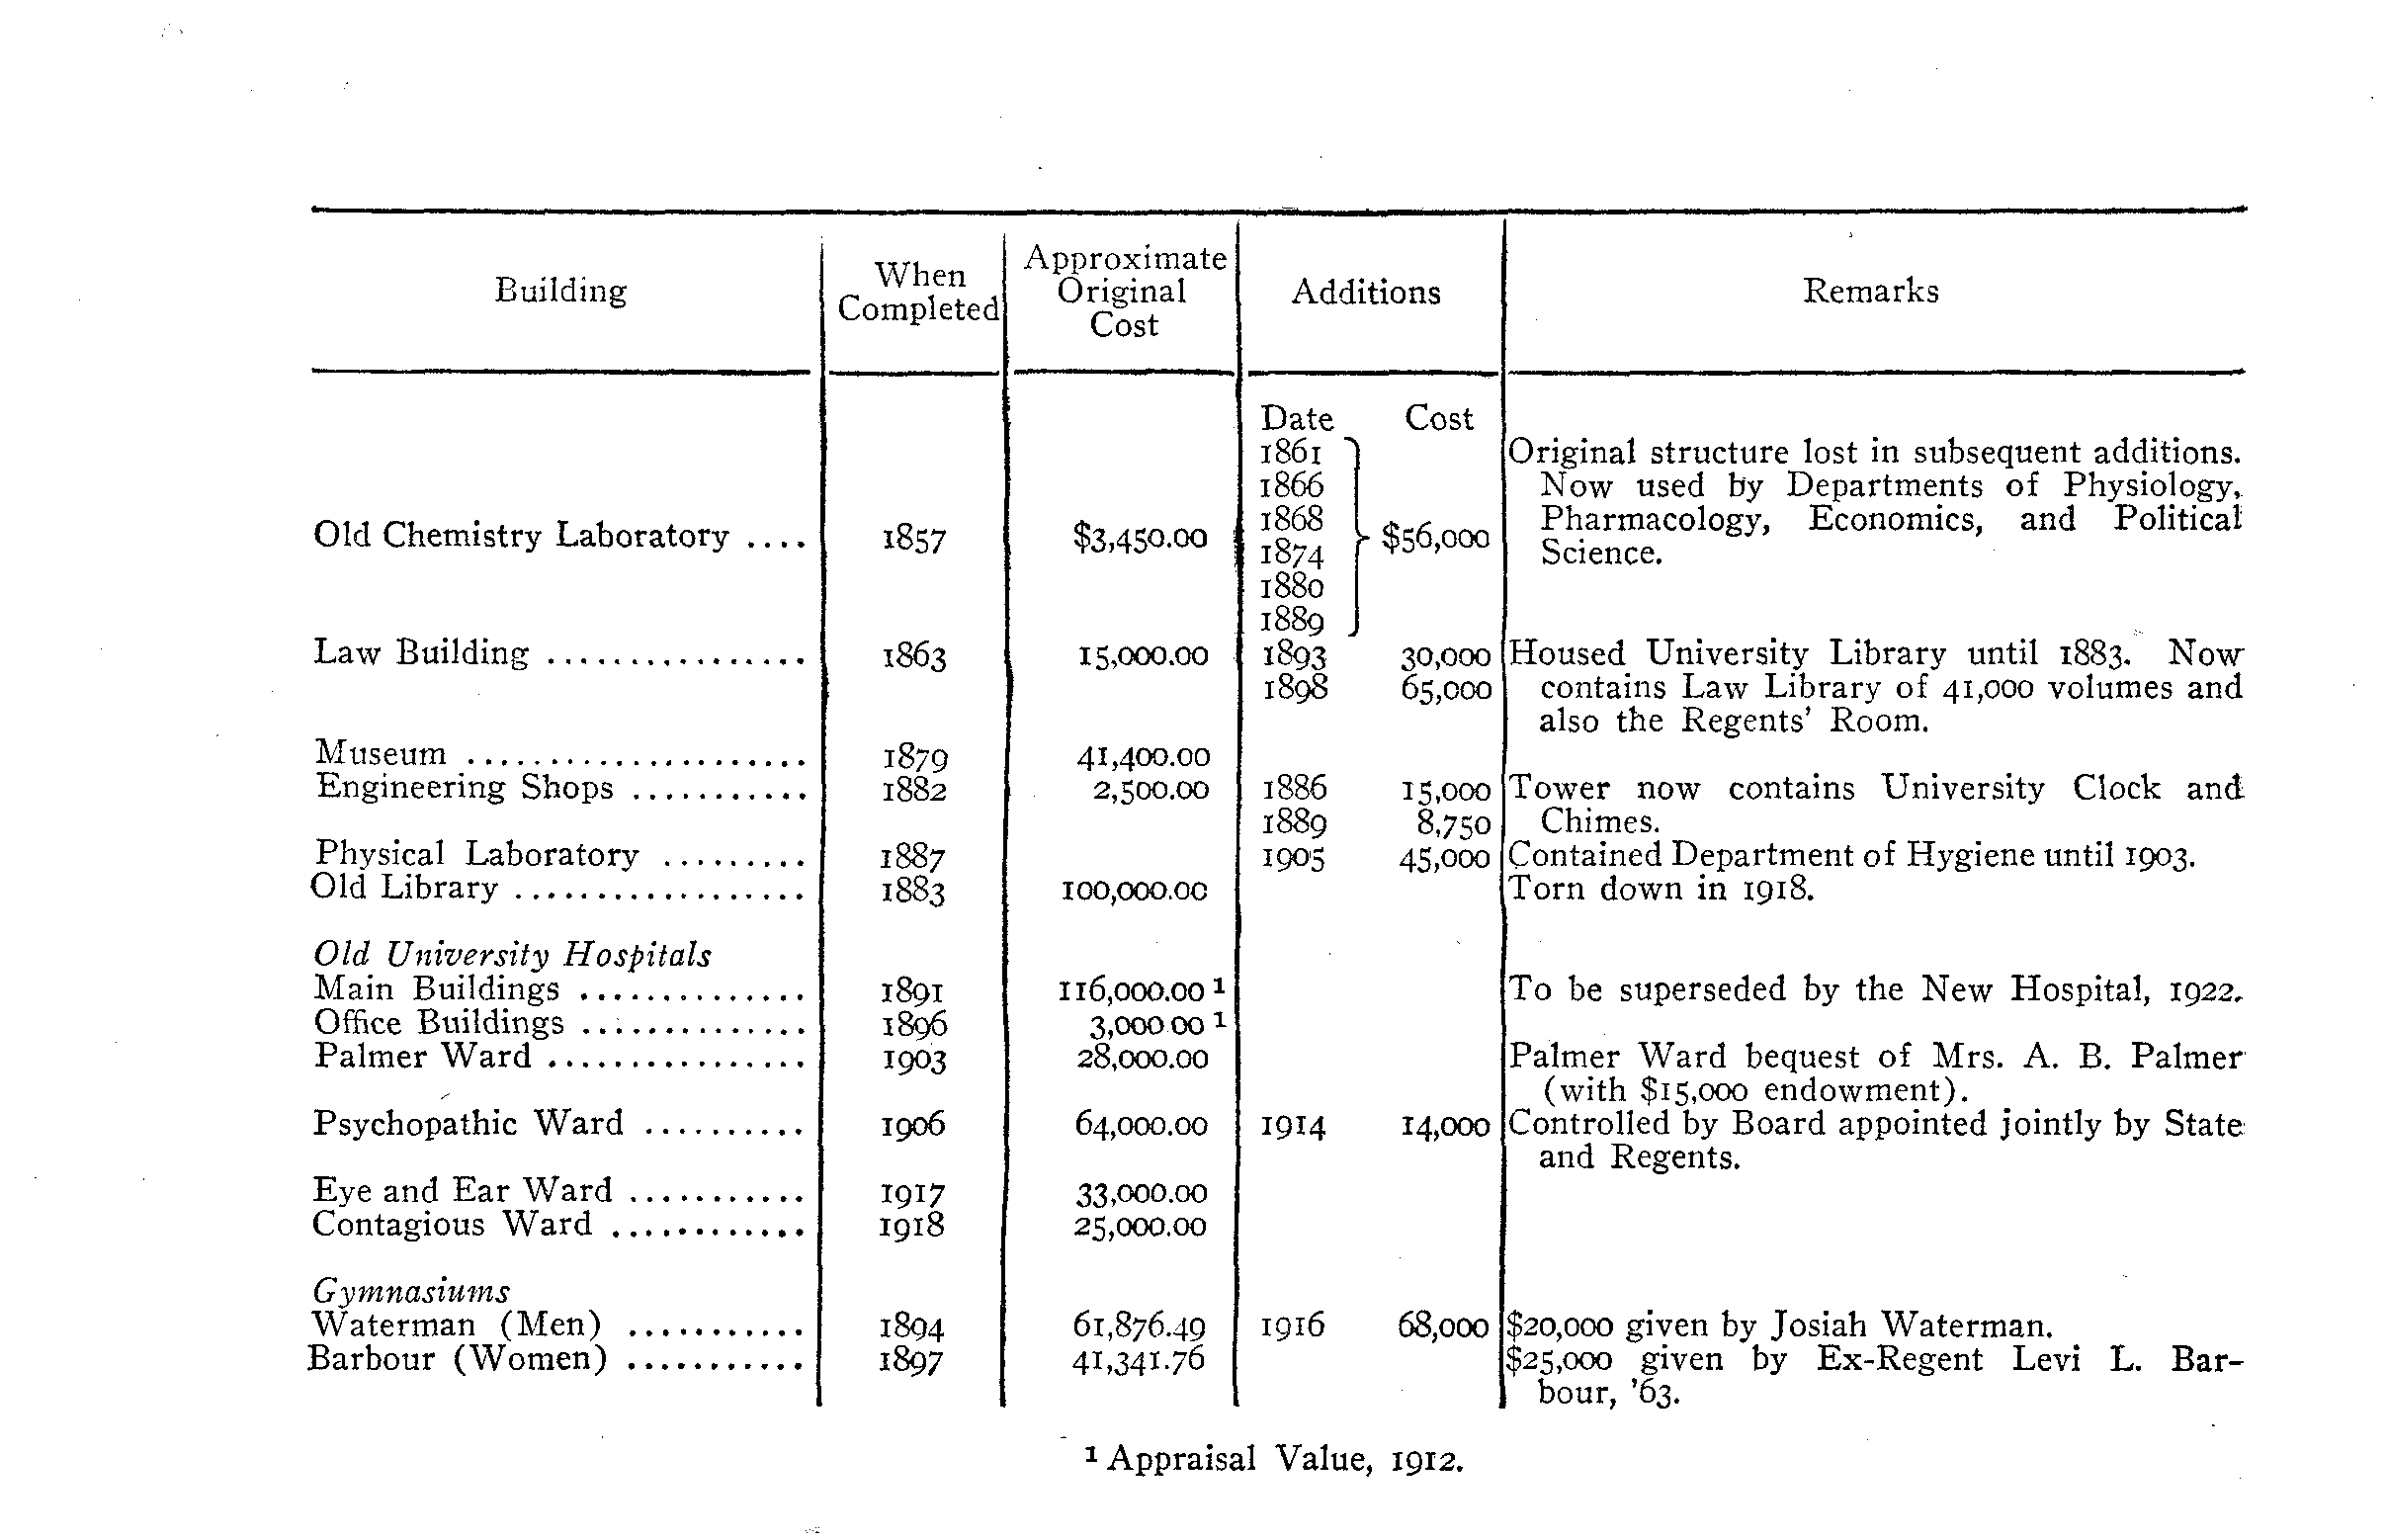 Building When Completed Approximate Original Cost Additions Remarks
Date Cost
1861 Original structure lost in subsequent additions.
1866 Now used by Departments of Physiology,
1868 Pharmacology, Economics, and Political
Old Chemistry Laboratory .... 1857 $3,450.00 1874 $56,000 Science.
1880
1889
Law Building ................ 1863 15,000.00 1893 30,000 Housed University Library until 1883. Now
1898 65,000 contains Law Library of 41,000 volumes and
also the Regents' Room.
Museum ..................... 1879 41,400.00
Engineering Shops ........... 1882 2,500.00 1886 15,000 Tower now contains University Clock and
1889 8,750 Chimes.
Physical Laboratory ......... 1887 1905 45,000 Contained Department of Hygiene until 1903.
Old Library .................. 1883 100,000.00 Torn down in 1918.
Old University Hospitals
Main Buildings .............. 1891 116,000.00 ¹ To be superseded by the New Hospital, 1922.
Office Buildings .............. 1896 3,000 00 ¹
Palmer Ward ................ 1903 28,000.00 Palmer Ward bequest of Mrs. A. B. Palmer
(with $15,000 endowment).
Psychopathic Ward .......... 1906 64,000.00 1914 14,000 Controlled by Board appointed jointly by State
and Regents.
Eye and Ear Ward ........... 1917 33,000.00
Contagious Ward ............ 1918 25,000.00
Gymnasiums
Waterman (Men) ........... 1894 61,876.49 1916 68,000 $20,000 given by Josiah Waterman.
Barbour (Women) ........... 1897 41,341.76 $25,000 given by Ex-Regent Levi L. Bar-
bour, '63.
¹ Appraisal Value, 1912.